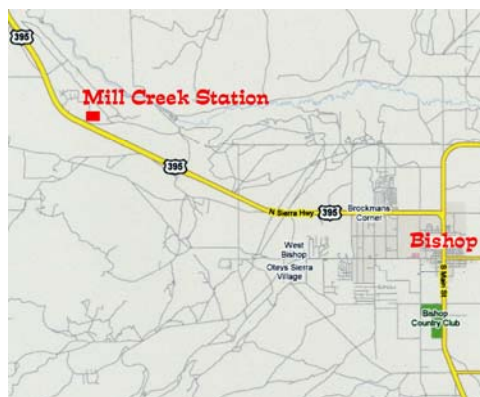 395
Mill Creek Station
395
N Sierra Hwy
395
Brockmans
Corner
Bishop
West
Bishop
Oteys Sierra
Village
S Main St
Bishop
Country Club